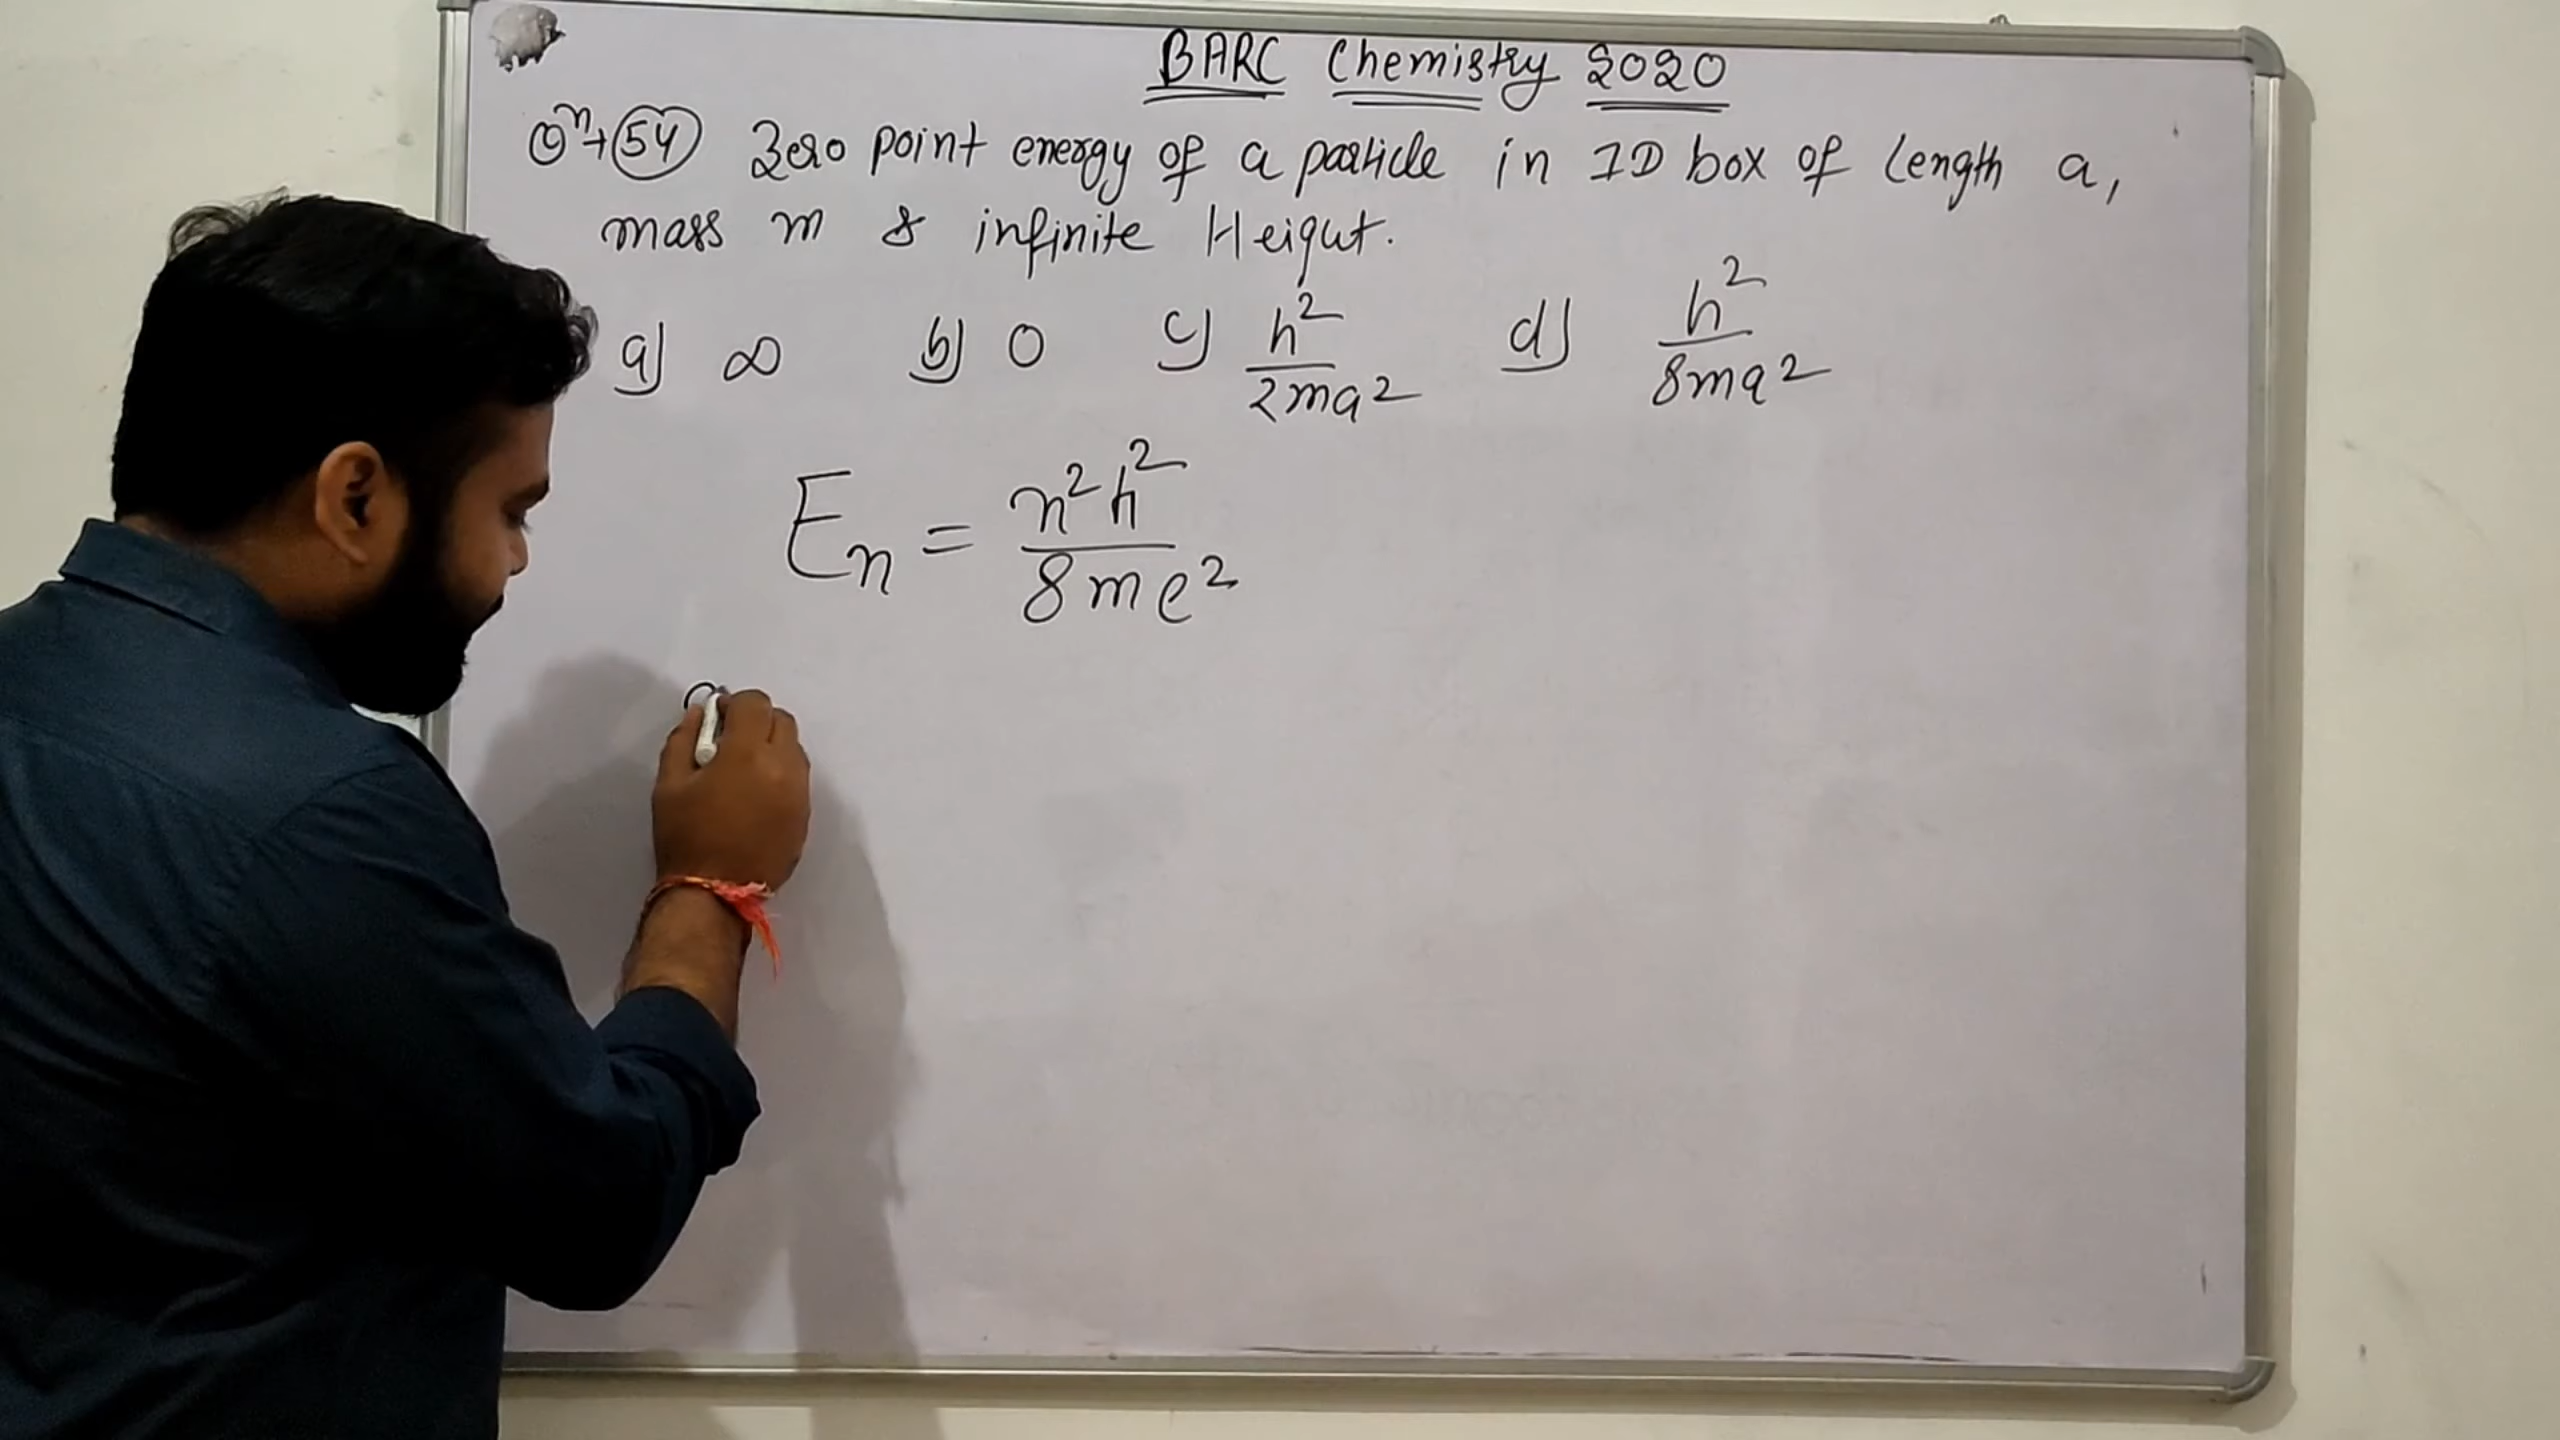 BARC Chemistry 2020
Qⁿ+ 54 Zero point energy of a particle in 1D box of Length a,
mass m & infinite Heigut.
a) ∞ b) 0 c) h²/2ma² d) h²/8ma²
Eₙ = n²h²/8ml²